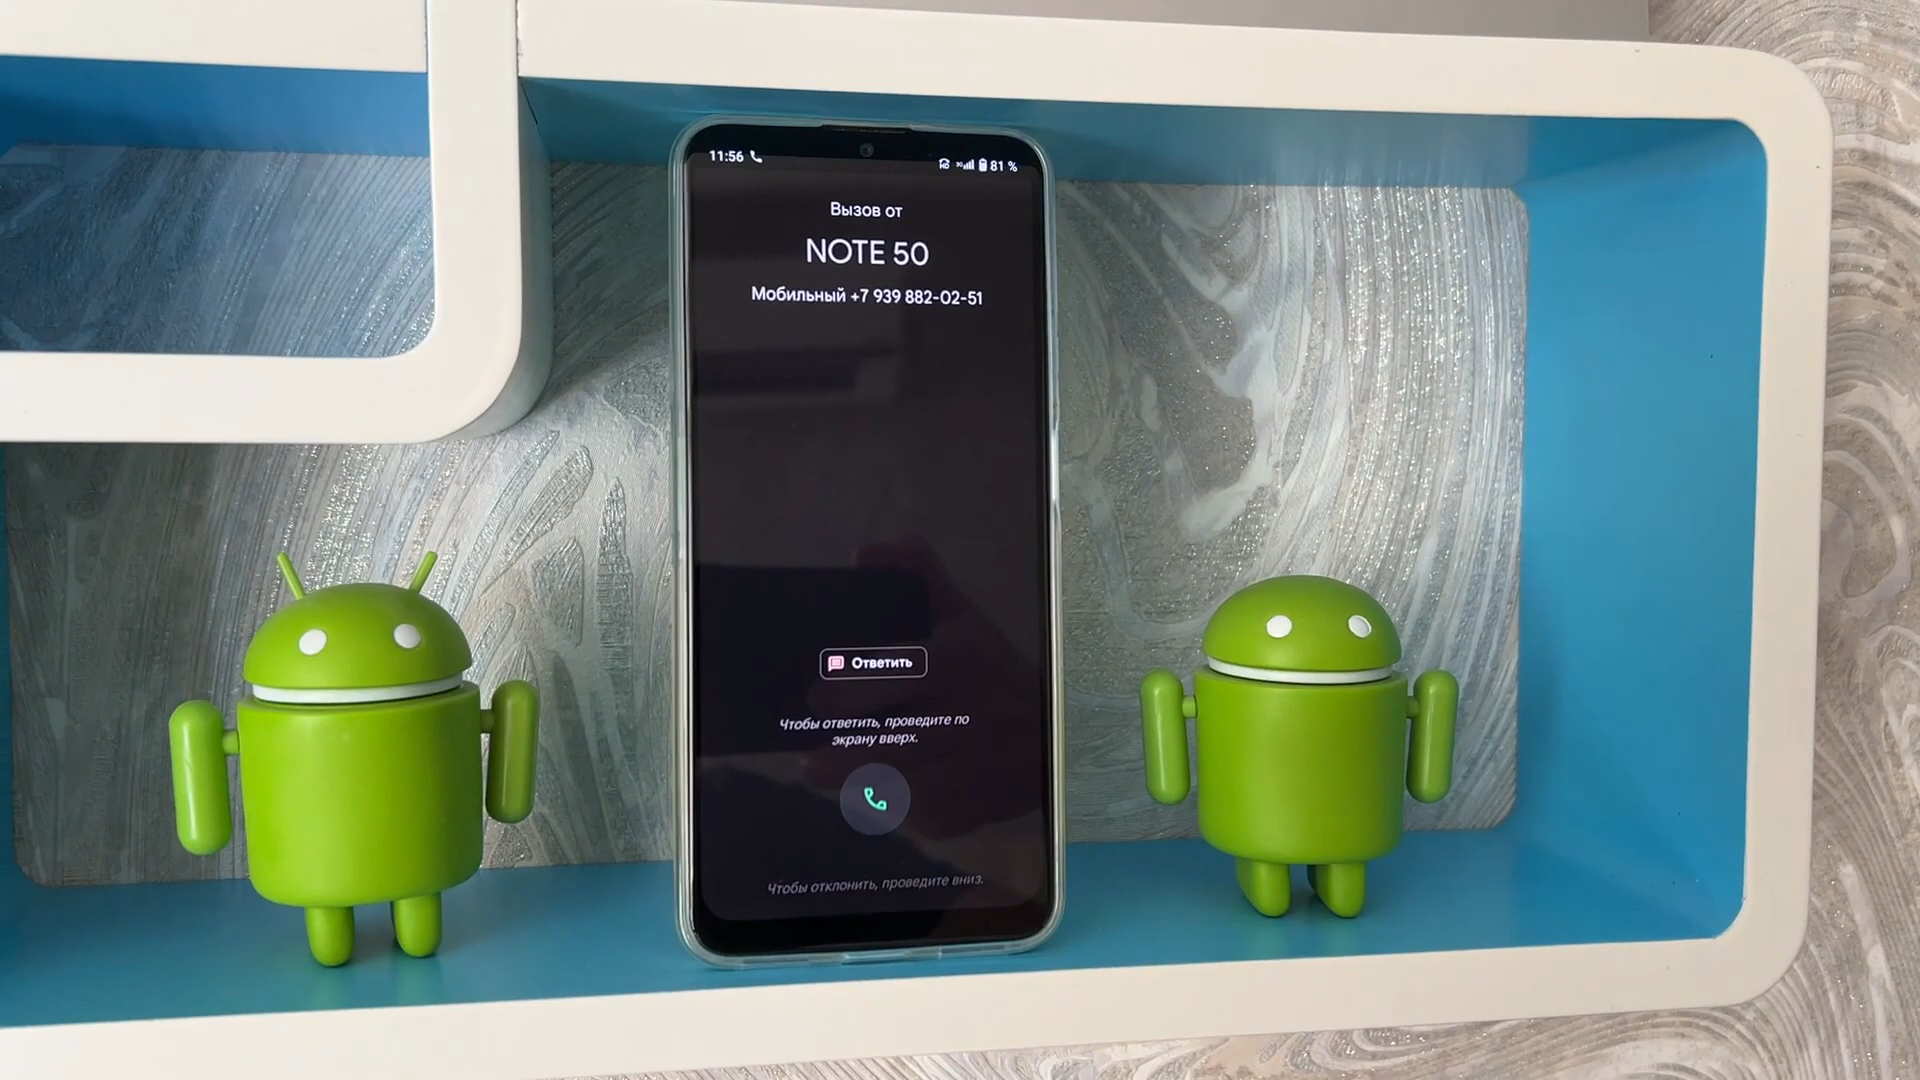 11:56
81 %
Вызов от
NOTE 50
Мобильный +7 939 882-02-51
Ответить
Чтобы ответить, проведите по
экрану вверх.
Чтобы отклонить, проведите вниз.